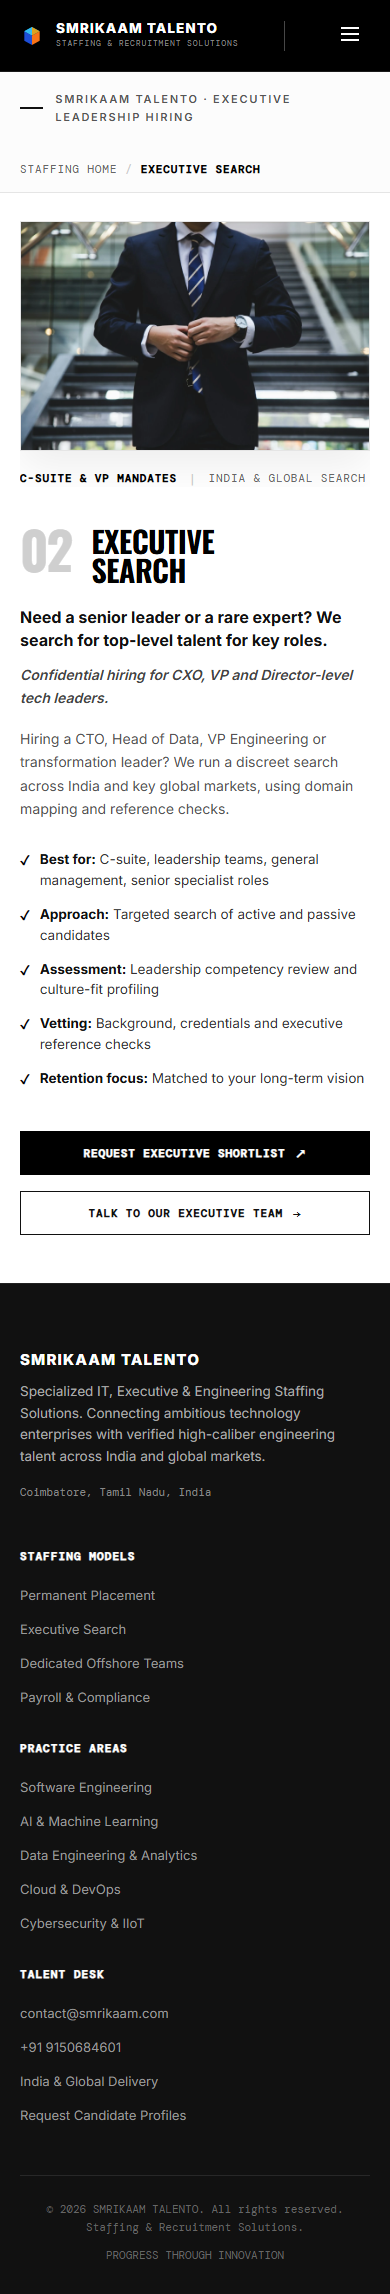 SMRIKAAM TALENTO
STAFFING & RECRUITMENT SOLUTIONS
SMRIKAAM TALENTO · EXECUTIVE
LEADERSHIP HIRING
STAFFING HOME / EXECUTIVE SEARCH
C-SUITE & VP MANDATES | INDIA & GLOBAL SEARCH
02 EXECUTIVE
SEARCH
Need a senior leader or a rare expert? We
search for top-level talent for key roles.
Confidential hiring for CXO, VP and Director-level
tech leaders.
Hiring a CTO, Head of Data, VP Engineering or
transformation leader? We run a discreet search
across India and key global markets, using domain
mapping and reference checks.
✓ Best for: C-suite, leadership teams, general
management, senior specialist roles
✓ Approach: Targeted search of active and passive
candidates
✓ Assessment: Leadership competency review and
culture-fit profiling
✓ Vetting: Background, credentials and executive
reference checks
✓ Retention focus: Matched to your long-term vision
REQUEST EXECUTIVE SHORTLIST ↗
TALK TO OUR EXECUTIVE TEAM →
SMRIKAAM TALENTO
Specialized IT, Executive & Engineering Staffing
Solutions. Connecting ambitious technology
enterprises with verified high-caliber engineering
talent across India and global markets.
Coimbatore, Tamil Nadu, India
STAFFING MODELS
Permanent Placement
Executive Search
Dedicated Offshore Teams
Payroll & Compliance
PRACTICE AREAS
Software Engineering
AI & Machine Learning
Data Engineering & Analytics
Cloud & DevOps
Cybersecurity & IIoT
TALENT DESK
contact@smrikaam.com
+91 9150684601
India & Global Delivery
Request Candidate Profiles
© 2026 SMRIKAAM TALENTO. All rights reserved.
Staffing & Recruitment Solutions.
PROGRESS THROUGH INNOVATION